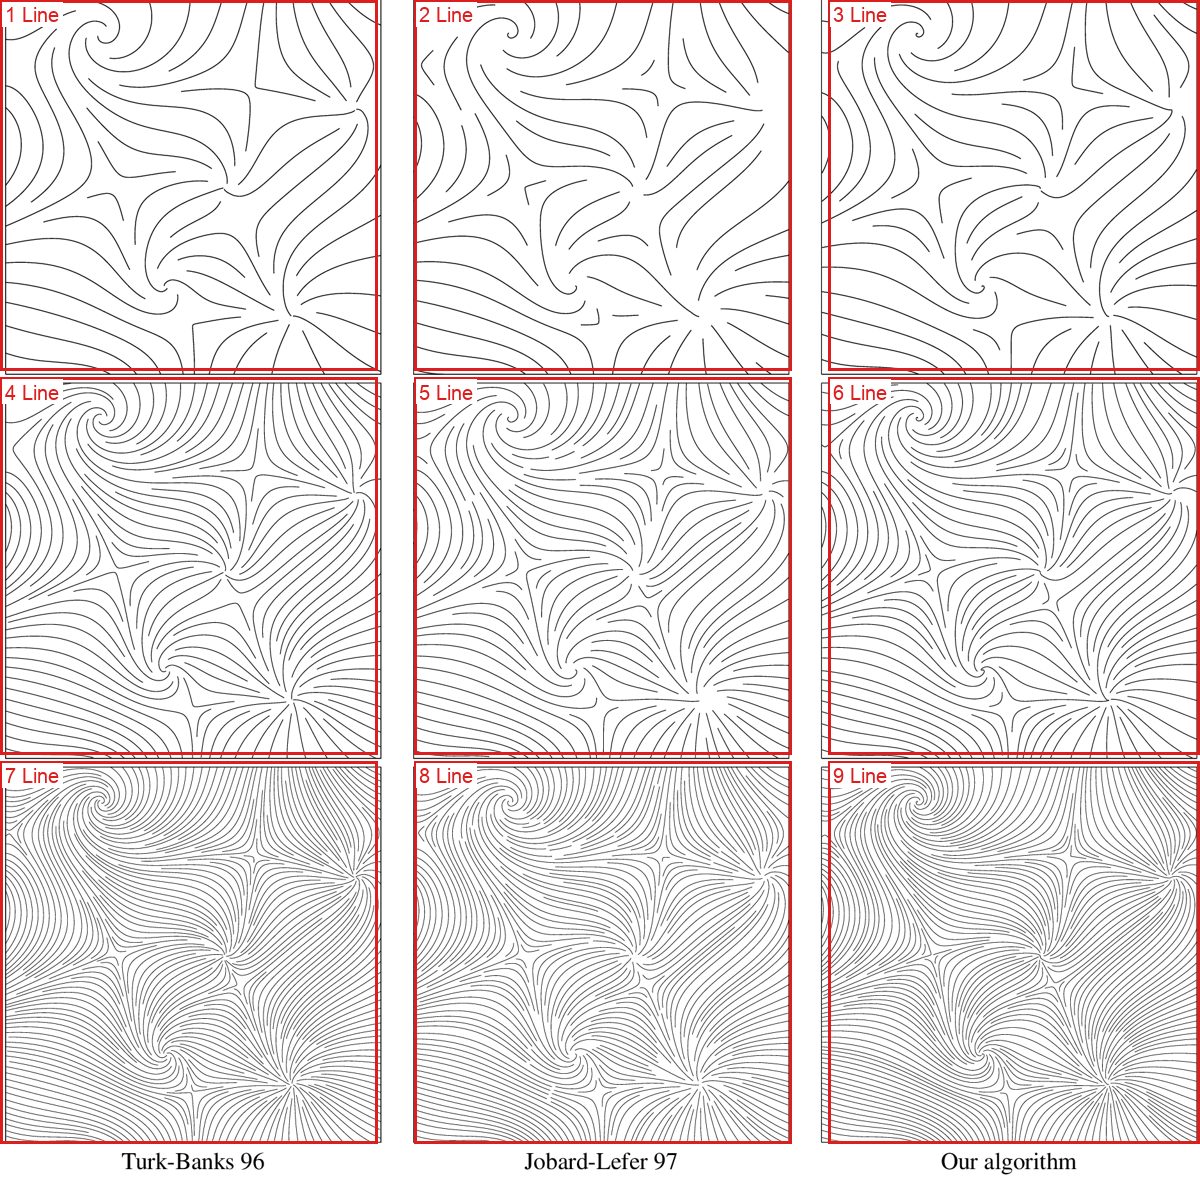 1 Line
2 Line
3 Line
4 Line
5 Line
6 Line
7 Line
8 Line
9 Line
Turk-Banks 96
Jobard-Lefer 97
Our algorithm